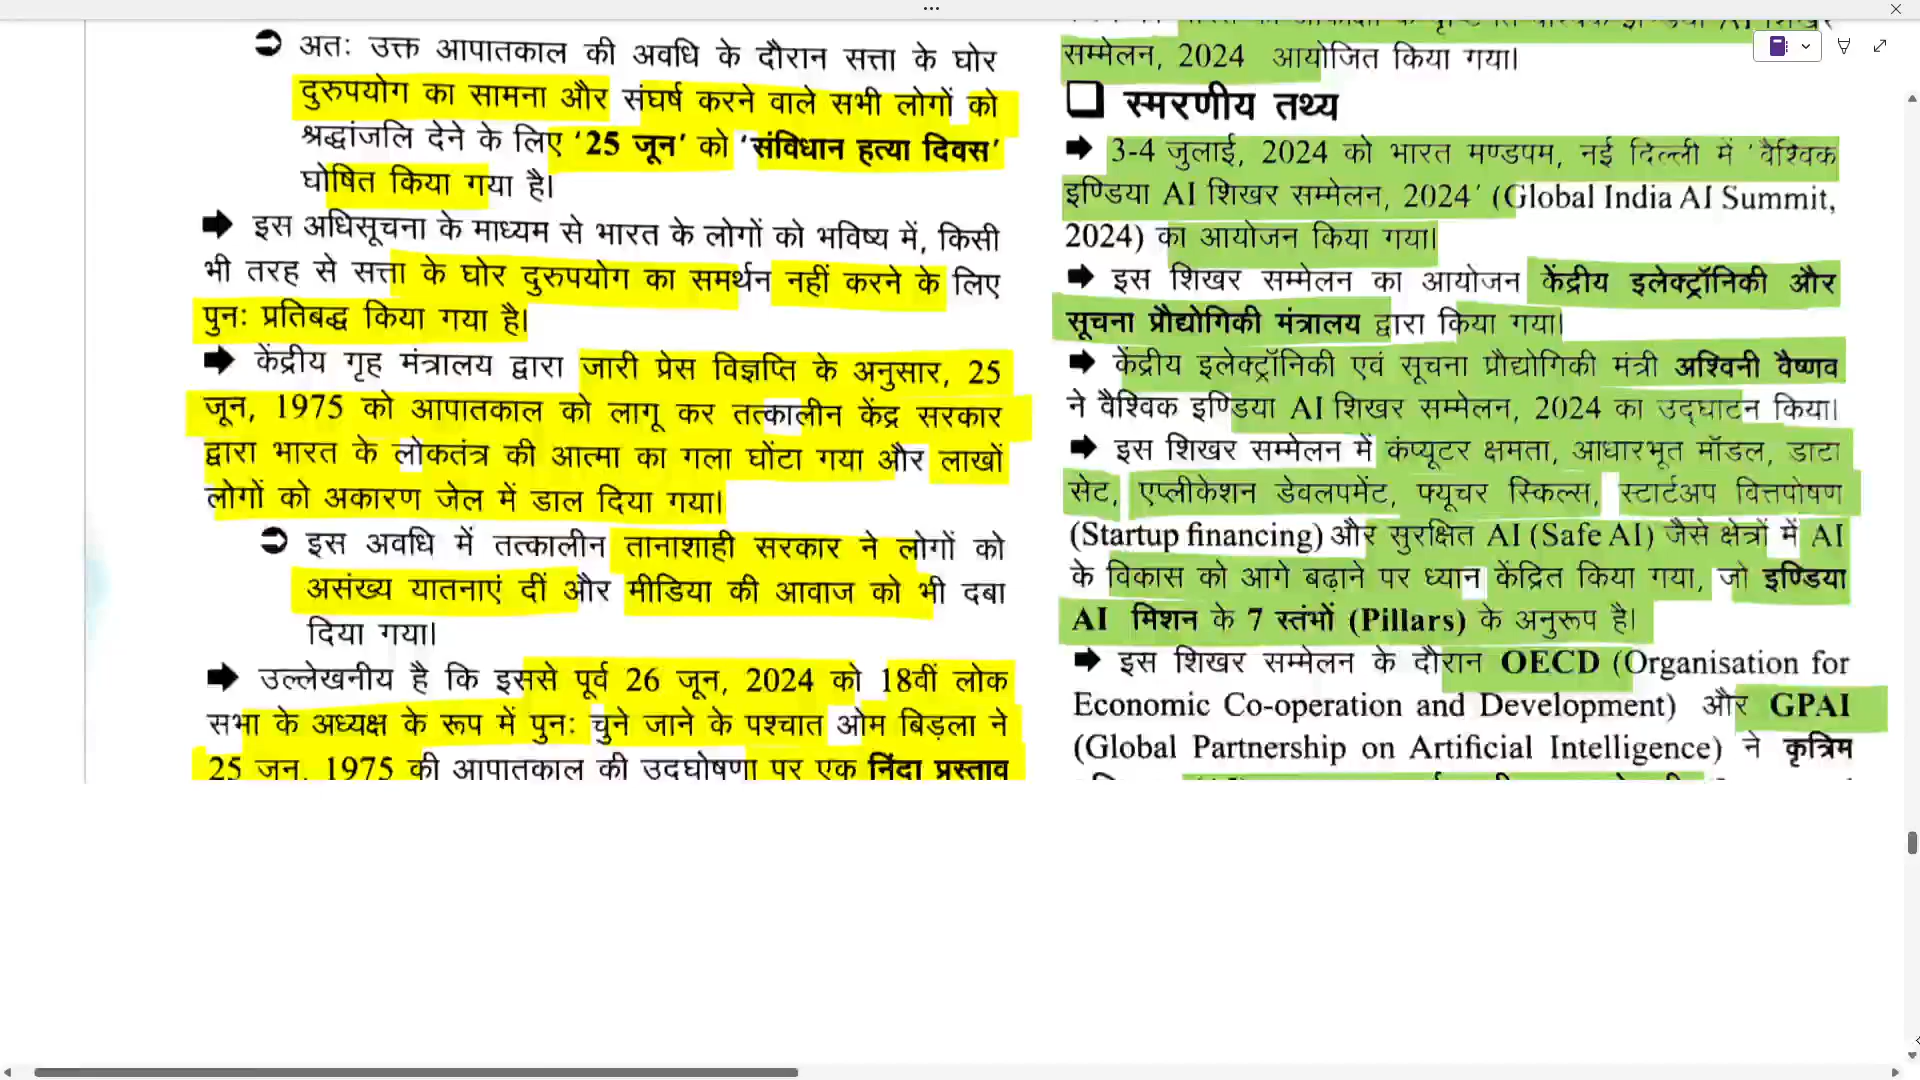 अतः उक्त आपातकाल की अवधि के दौरान सत्ता के घोर
दुरुपयोग का सामना और संघर्ष करने वाले सभी लोगों को
श्रद्धांजलि देने के लिए ‘25 जून’ को ‘संविधान हत्या दिवस’
घोषित किया गया है।
इस अधिसूचना के माध्यम से भारत के लोगों को भविष्य में, किसी
भी तरह से सत्ता के घोर दुरुपयोग का समर्थन नहीं करने के लिए
पुनः प्रतिबद्ध किया गया है।
केंद्रीय गृह मंत्रालय द्वारा जारी प्रेस विज्ञप्ति के अनुसार, 25
जून, 1975 को आपातकाल को लागू कर तत्कालीन केंद्र सरकार
द्वारा भारत के लोकतंत्र की आत्मा का गला घोंटा गया और लाखों
लोगों को अकारण जेल में डाल दिया गया।
इस अवधि में तत्कालीन तानाशाही सरकार ने लोगों को
असंख्य यातनाएं दीं और मीडिया की आवाज को भी दबा
दिया गया।
उल्लेखनीय है कि इससे पूर्व 26 जून, 2024 को 18वीं लोक
सभा के अध्यक्ष के रूप में पुनः चुने जाने के पश्चात ओम बिड़ला ने
25 जून, 1975 की आपातकाल की उद्घोषणा पर एक निंदा प्रस्ताव
सम्मेलन, 2024 आयोजित किया गया।
स्मरणीय तथ्य
3-4 जुलाई, 2024 को भारत मण्डपम, नई दिल्ली में 'वैश्विक
इण्डिया AI शिखर सम्मेलन, 2024' (Global India AI Summit,
2024) का आयोजन किया गया।
इस शिखर सम्मेलन का आयोजन केंद्रीय इलेक्ट्रॉनिकी और
सूचना प्रौद्योगिकी मंत्रालय द्वारा किया गया।
केंद्रीय इलेक्ट्रॉनिकी एवं सूचना प्रौद्योगिकी मंत्री अश्विनी वैष्णव
ने वैश्विक इण्डिया AI शिखर सम्मेलन, 2024 का उद्घाटन किया।
इस शिखर सम्मेलन में कंप्यूटर क्षमता, आधारभूत मॉडल, डाटा
सेट, एप्लीकेशन डेवलपमेंट, फ्यूचर स्किल्स, स्टार्टअप वित्तपोषण
(Startup financing) और सुरक्षित AI (Safe AI) जैसे क्षेत्रों में AI
के विकास को आगे बढ़ाने पर ध्यान केंद्रित किया गया, जो इण्डिया
AI मिशन के 7 स्तंभों (Pillars) के अनुरूप है।
इस शिखर सम्मेलन के दौरान OECD (Organisation for
Economic Co-operation and Development) और GPAI
(Global Partnership on Artificial Intelligence) ने कृत्रिम